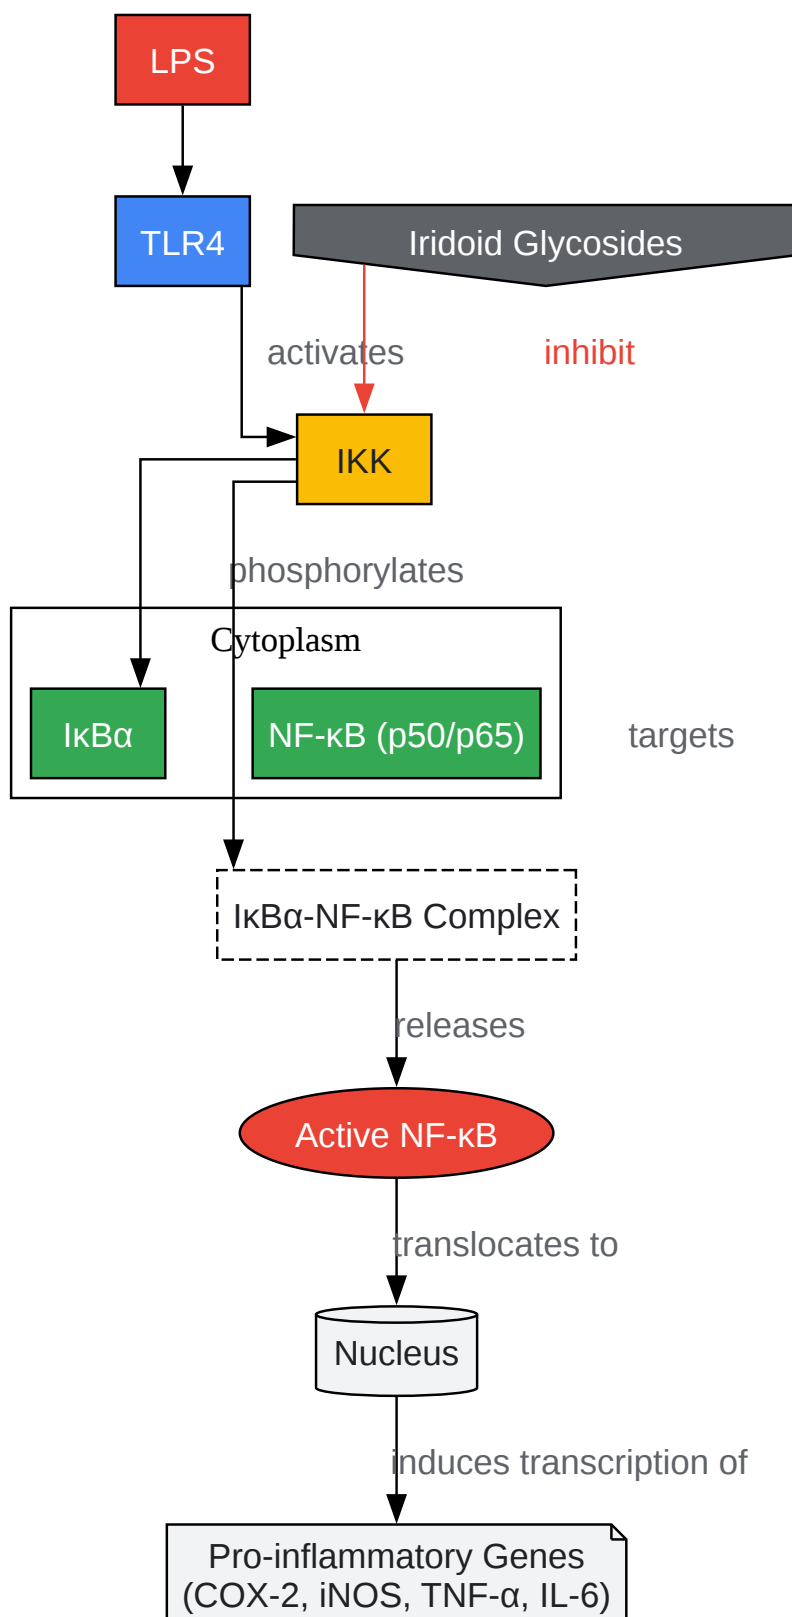 LPS
TLR4
Iridoid Glycosides
activates
inhibit
IKK
phosphorylates
Cytoplasm
IκBα
NF-κB (p50/p65)
targets
IκBα-NF-κB Complex
releases
Active NF-κB
translocates to
Nucleus
induces transcription of
Pro-inflammatory Genes
(COX-2, iNOS, TNF-α, IL-6)